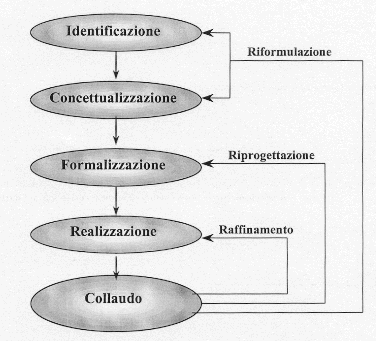 Identificazione
Riformulazione
Concettualizzazione
Riprogettazione
Formalizzazione
Realizzazione
Raffinamento
Collaudo